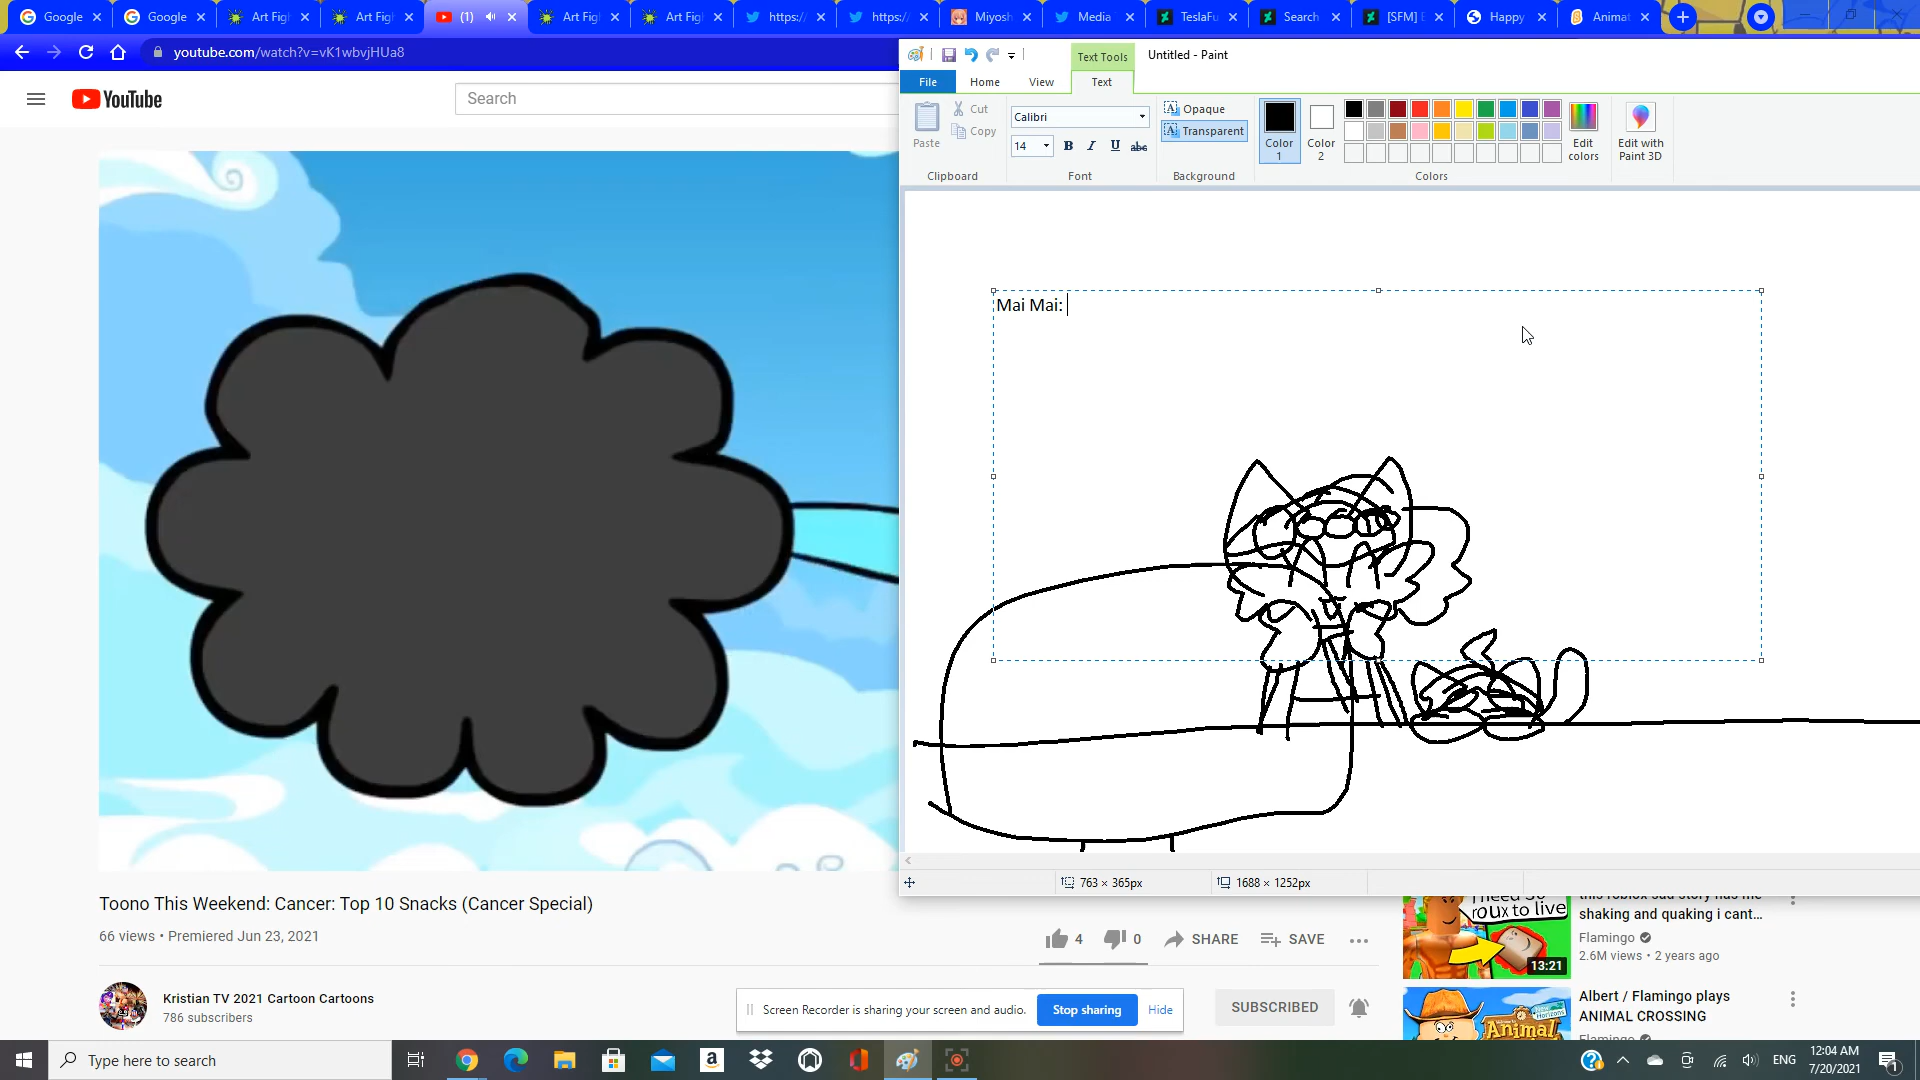 Google
Google
Art Fig
Art Fig
(1)
Art Fig
Art Fig
https:/
https:/
Miyosh
Media
TeslaFu
Search
[SFM]
Happy
Animat
youtube.com/watch?v=vK1wbvjHUa8
Text Tools
Untitled - Paint
File
Home
View
Text
YouTube
Search
Paste
Cut
Copy
Calibri
14
B
I
U
abc
Opaque
Transparent
Color
1
Color
2
Edit
colors
Edit with
Paint 3D
Clipboard
Font
Background
Colors
Mai Mai:
763 × 365px
1688 × 1252px
Toono This Weekend: Cancer: Top 10 Snacks (Cancer Special)
66 views • Premiered Jun 23, 2021
4
0
SHARE
SAVE
Kristian TV 2021 Cartoon Cartoons
786 subscribers
SUBSCRIBED
Screen Recorder is sharing your screen and audio.
Stop sharing
Hide
roux to live
13:21
shaking and quaking i cant...
Flamingo
2.6M views • 2 years ago
Albert / Flamingo plays
ANIMAL CROSSING
Animal
Type here to search
ENG
12:04 AM
7/20/2021
1